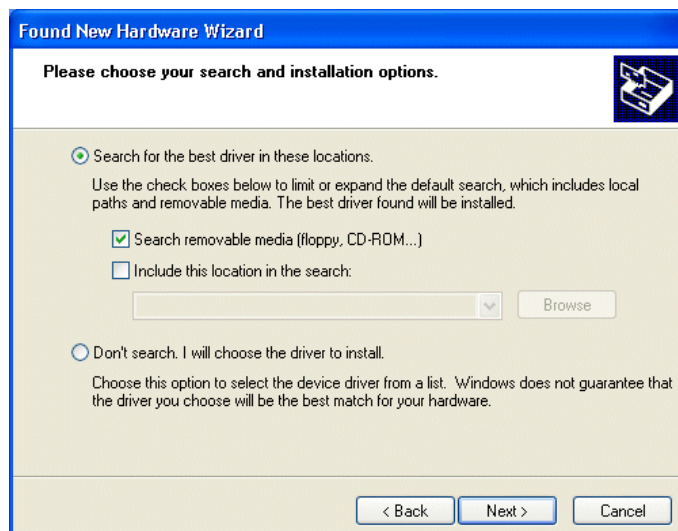 Found New Hardware Wizard
Please choose your search and installation options.
Search for the best driver in these locations.
Use the check boxes below to limit or expand the default search, which includes local
paths and removable media. The best driver found will be installed.
Search removable media (floppy, CD-ROM...)
Include this location in the search:
Browse
Don't search. I will choose the driver to install.
Choose this option to select the device driver from a list. Windows does not guarantee that
the driver you choose will be the best match for your hardware.
< Back Next > Cancel